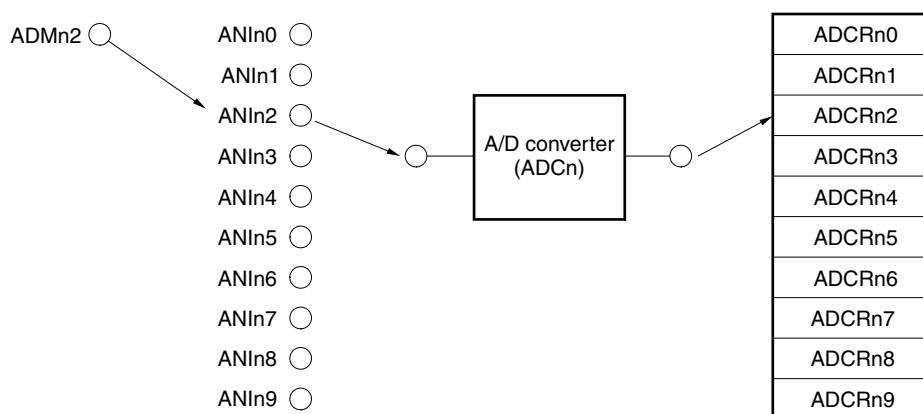 ADMn2
ANIn0
ANIn1
ANIn2
ANIn3
ANIn4
ANIn5
ANIn6
ANIn7
ANIn8
ANIn9
A/D converter
(ADCn)
ADCRn0
ADCRn1
ADCRn2
ADCRn3
ADCRn4
ADCRn5
ADCRn6
ADCRn7
ADCRn8
ADCRn9